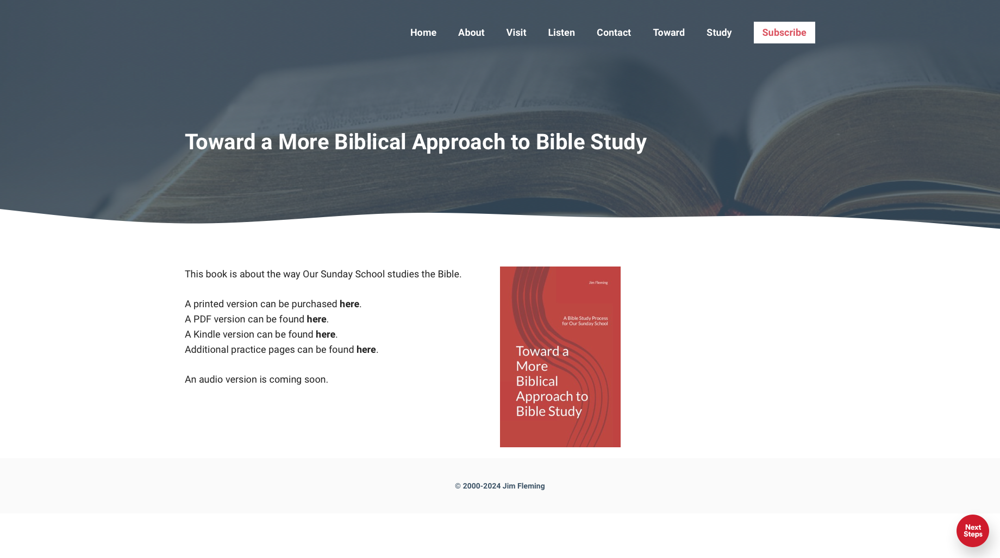 Home About Visit Listen Contact Toward Study Subscribe
Toward a More Biblical Approach to Bible Study
This book is about the way Our Sunday School studies the Bible.
A printed version can be purchased here.
A PDF version can be found here.
A Kindle version can be found here.
Additional practice pages can be found here.
An audio version is coming soon.
Jim Fleming
A Bible Study Process
for Our Sunday School
Toward a
More
Biblical
Approach to
Bible Study
© 2000-2024 Jim Fleming
Next
Steps